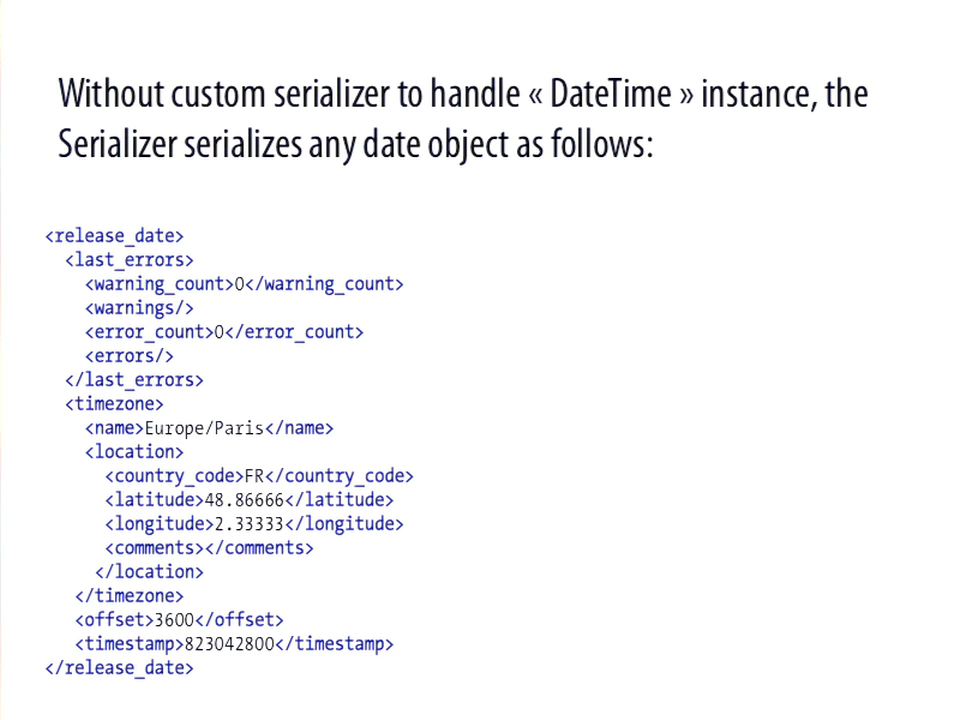 Without custom serializer to handle « DateTime » instance, the
Serializer serializes any date object as follows:
<release_date>
  <last_errors>
    <warning_count>0</warning_count>
    <warnings/>
    <error_count>0</error_count>
    <errors/>
  </last_errors>
  <timezone>
    <name>Europe/Paris</name>
    <location>
      <country_code>FR</country_code>
      <latitude>48.86666</latitude>
      <longitude>2.33333</longitude>
      <comments></comments>
     </location>
   </timezone>
   <offset>3600</offset>
   <timestamp>823042800</timestamp>
</release_date>